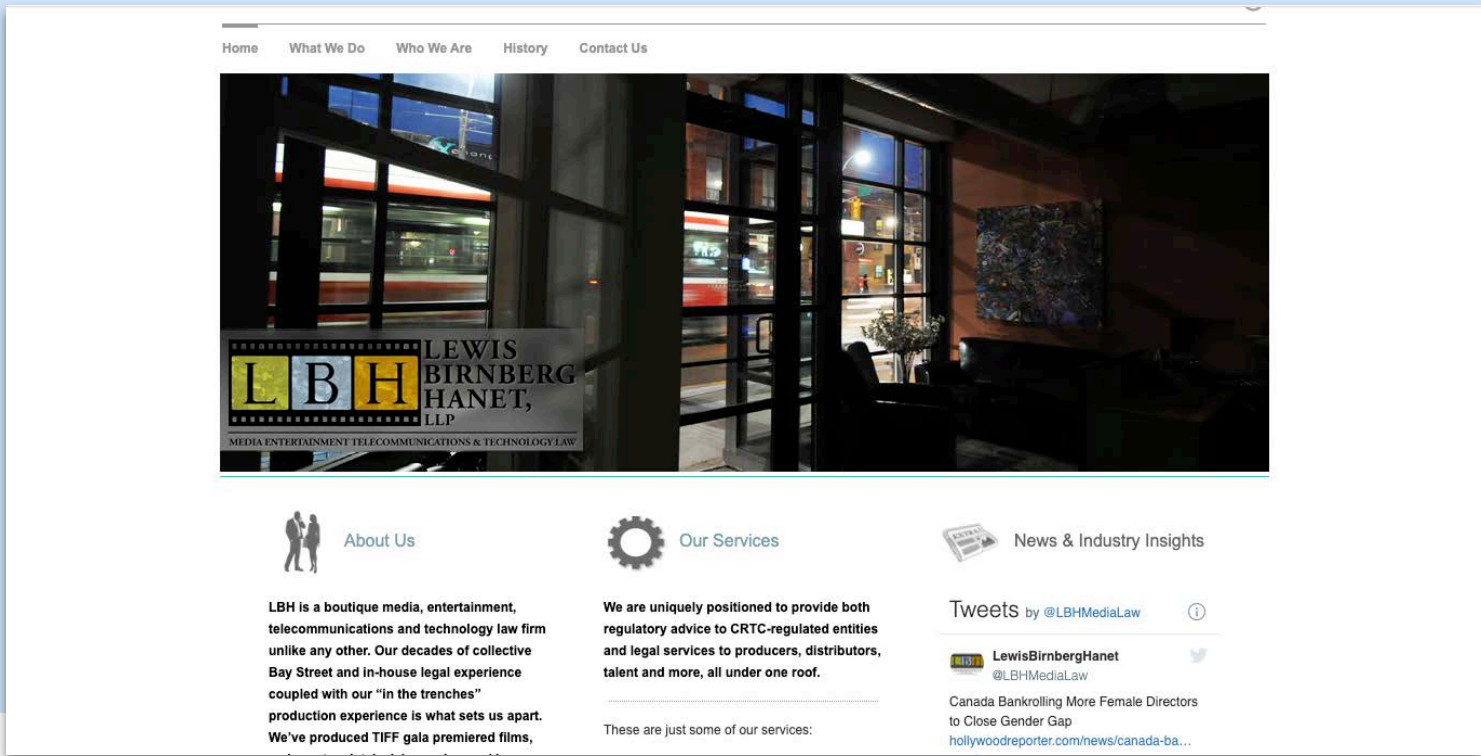 Home What We Do Who We Are History Contact Us
LBH LEWIS
BIRNBERG
HANET,
LLP
MEDIA ENTERTAINMENT TELECOMMUNICATIONS & TECHNOLOGY LAW
About Us
LBH is a boutique media, entertainment,
telecommunications and technology law firm
unlike any other. Our decades of collective
Bay Street and in-house legal experience
coupled with our “in the trenches”
production experience is what sets us apart.
We’ve produced TIFF gala premiered films,
Our Services
We are uniquely positioned to provide both
regulatory advice to CRTC-regulated entities
and legal services to producers, distributors,
talent and more, all under one roof.
These are just some of our services:
News & Industry Insights
Tweets by @LBHMediaLaw
LBH
LewisBirnbergHanet
@LBHMediaLaw
Canada Bankrolling More Female Directors
to Close Gender Gap
hollywoodreporter.com/news/canada-ba…